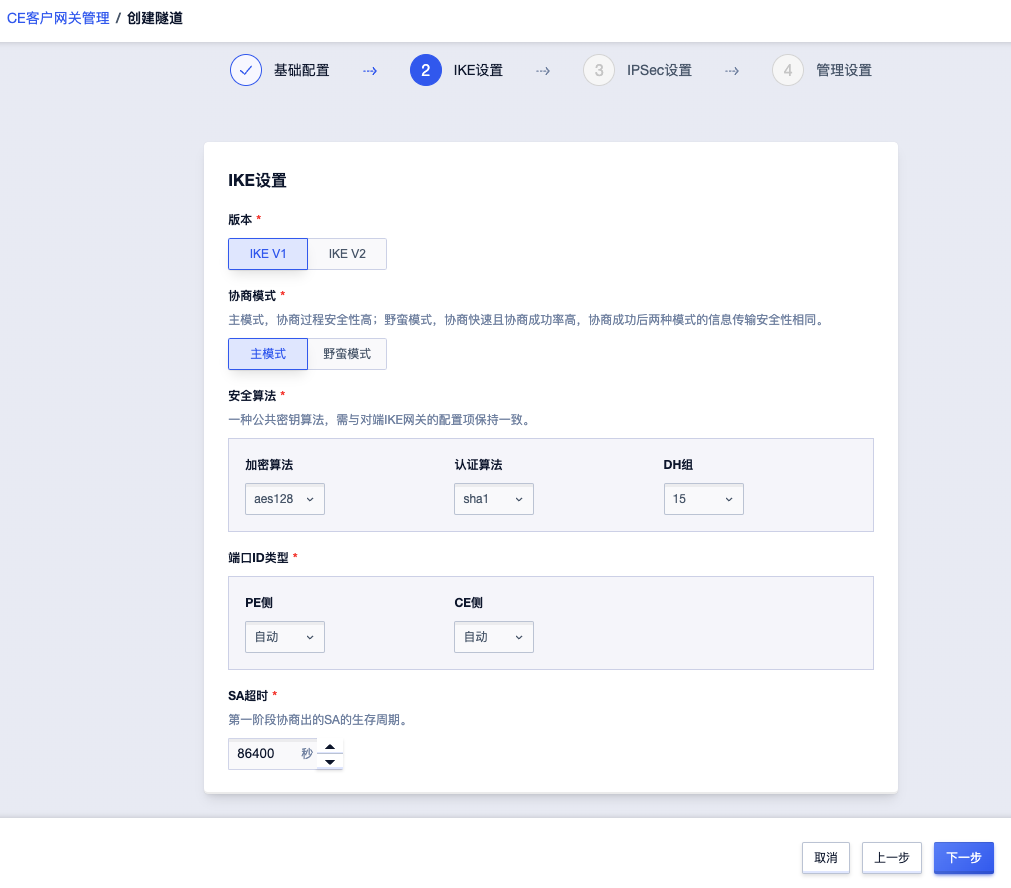 CE客户网关管理 / 创建隧道
基础配置 2 IKE设置 3 IPSec设置 4 管理设置
IKE设置
版本 *
IKE V1 IKE V2
协商模式 *
主模式，协商过程安全性高；野蛮模式，协商快速且协商成功率高，协商成功后两种模式的信息传输安全性相同。
主模式 野蛮模式
安全算法 *
一种公共密钥算法，需与对端IKE网关的配置项保持一致。
加密算法 认证算法 DH组
aes128 sha1 15
端口ID类型 *
PE侧 CE侧
自动 自动
SA超时 *
第一阶段协商出的SA的生存周期。
86400 秒
取消 上一步 下一步